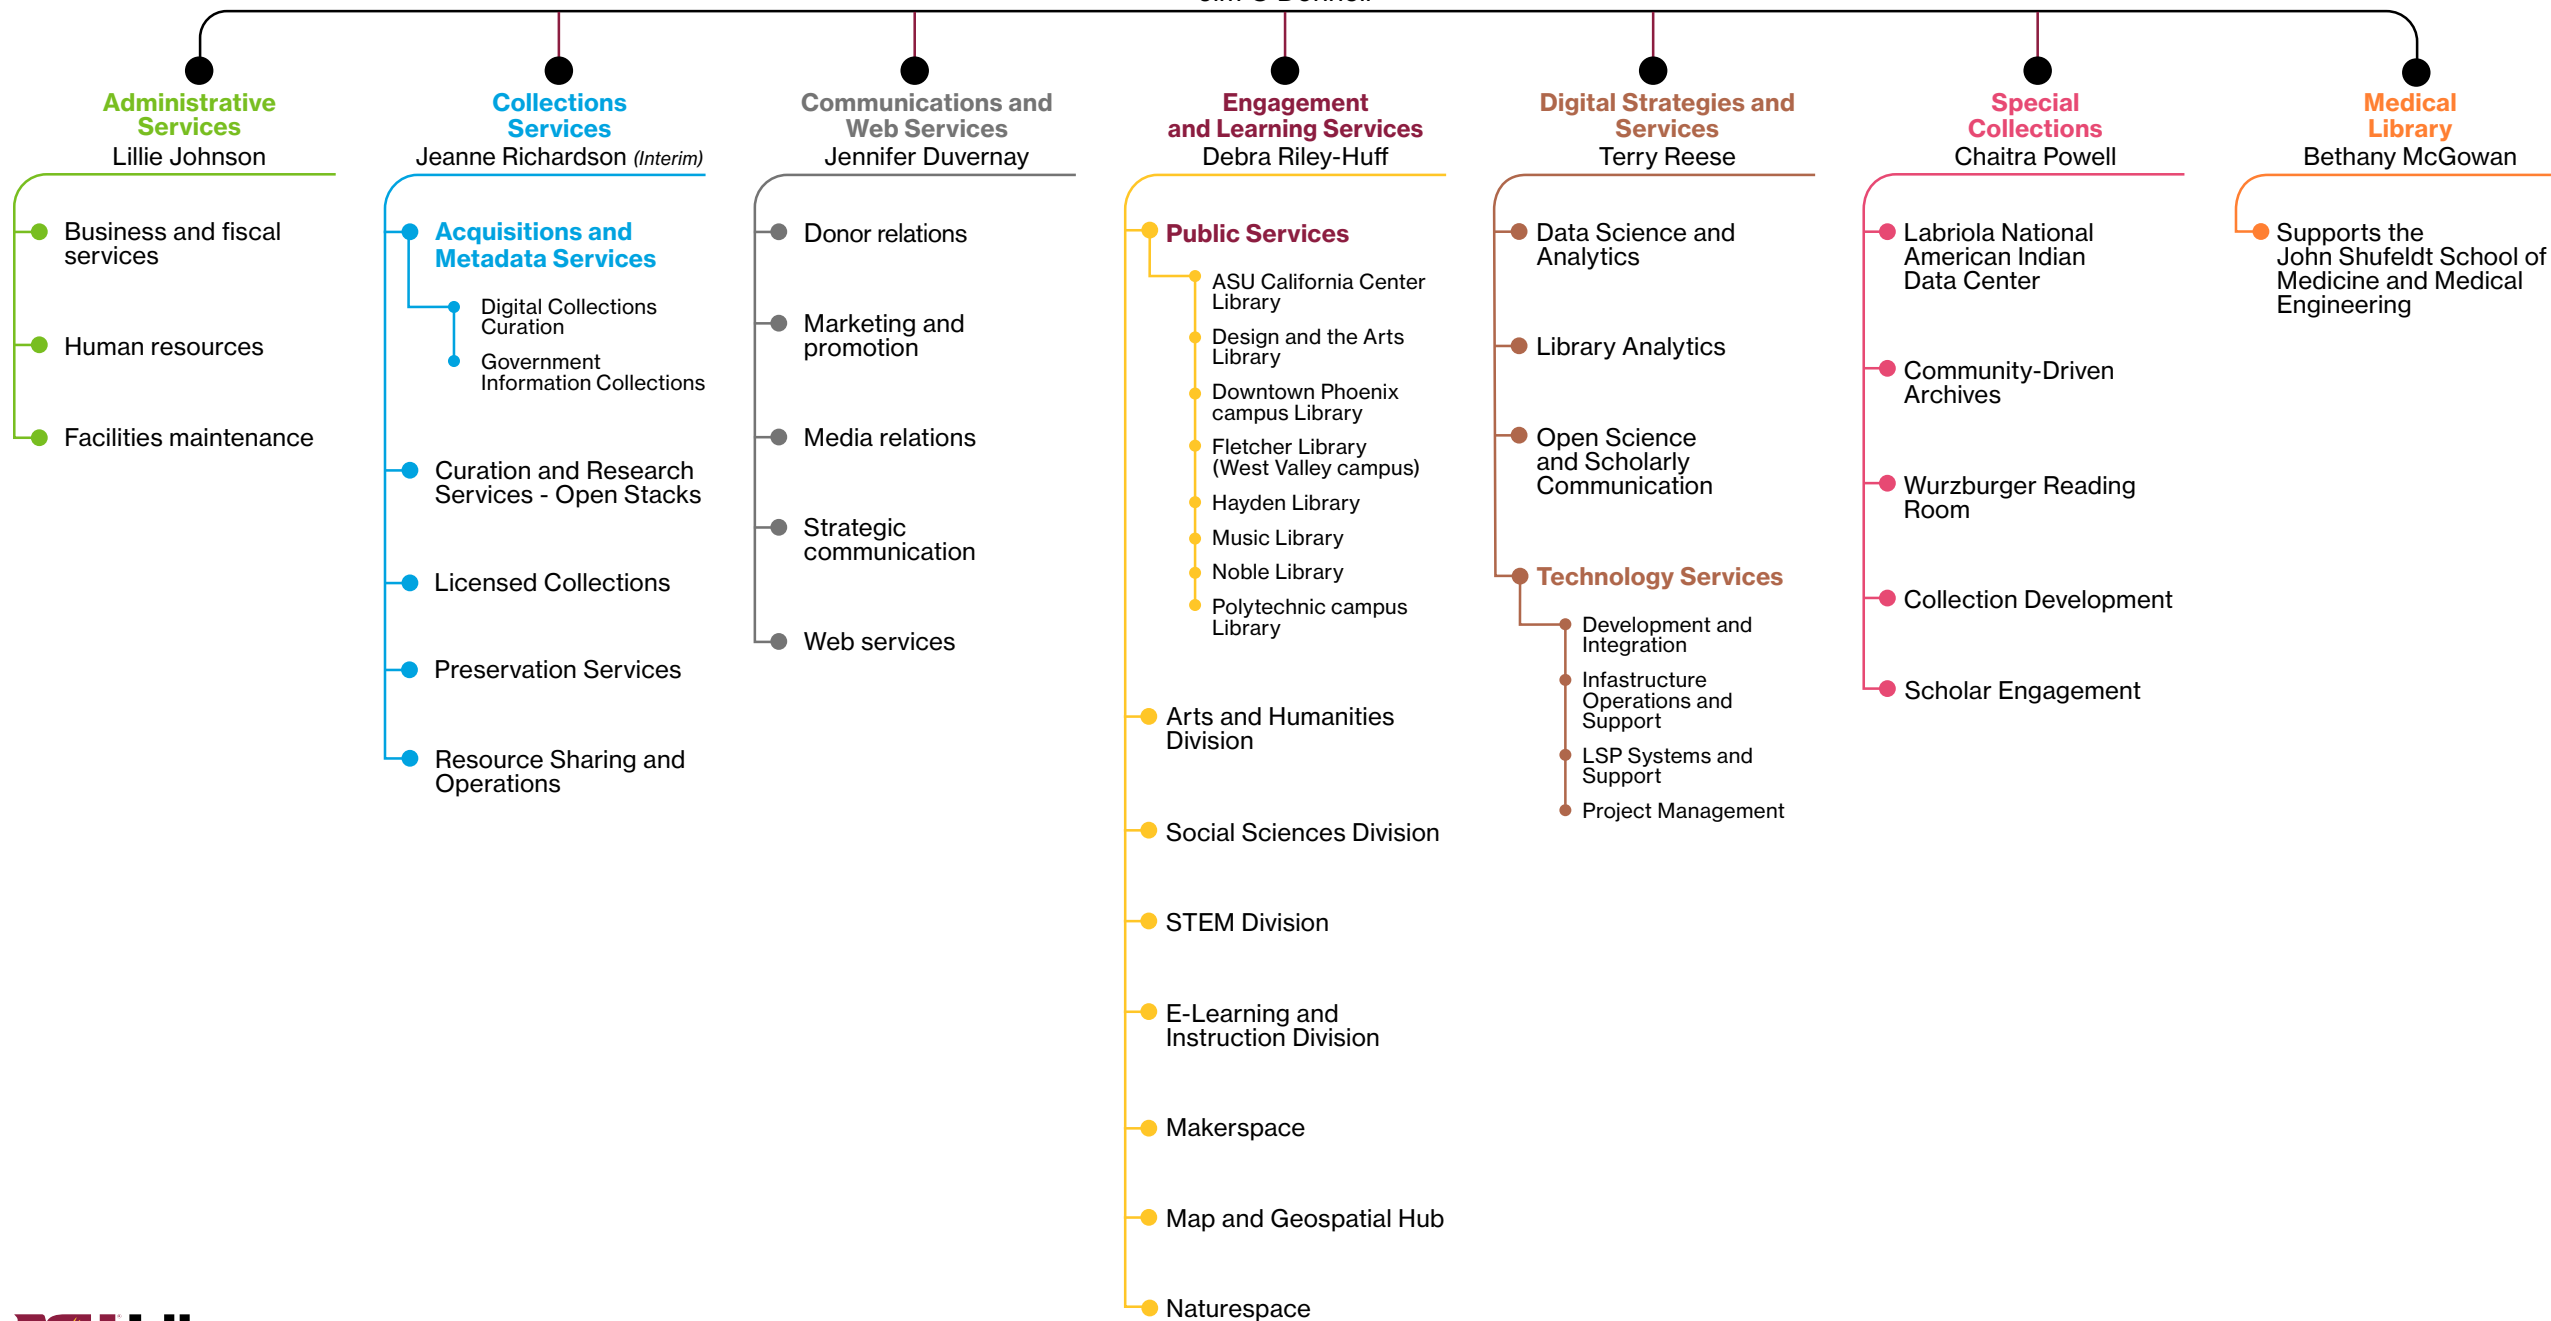 Administrative
Services
Lillie Johnson
Business and fiscal
services
Human resources
Facilities maintenance
Collections
Services
Jeanne Richardson (Interim)
Acquisitions and
Metadata Services
Digital Collections
Curation
Government
Information Collections
Curation and Research
Services - Open Stacks
Licensed Collections
Preservation Services
Resource Sharing and
Operations
Communications and
Web Services
Jennifer Duvernay
Donor relations
Marketing and
promotion
Media relations
Strategic
communication
Web services
Engagement
and Learning Services
Debra Riley-Huff
Public Services
ASU California Center
Library
Design and the Arts
Library
Downtown Phoenix
campus Library
Fletcher Library
(West Valley campus)
Hayden Library
Music Library
Noble Library
Polytechnic campus
Library
Arts and Humanities
Division
Social Sciences Division
STEM Division
E-Learning and
Instruction Division
Makerspace
Map and Geospatial Hub
Naturespace
Digital Strategies and
Services
Terry Reese
Data Science and
Analytics
Library Analytics
Open Science
and Scholarly
Communication
Technology Services
Development and
Integration
Infastructure
Operations and
Support
LSP Systems and
Support
Project Management
Special
Collections
Chaitra Powell
Labriola National
American Indian
Data Center
Community-Driven
Archives
Wurzburger Reading
Room
Collection Development
Scholar Engagement
Medical
Library
Bethany McGowan
Supports the
John Shufeldt School of
Medicine and Medical
Engineering